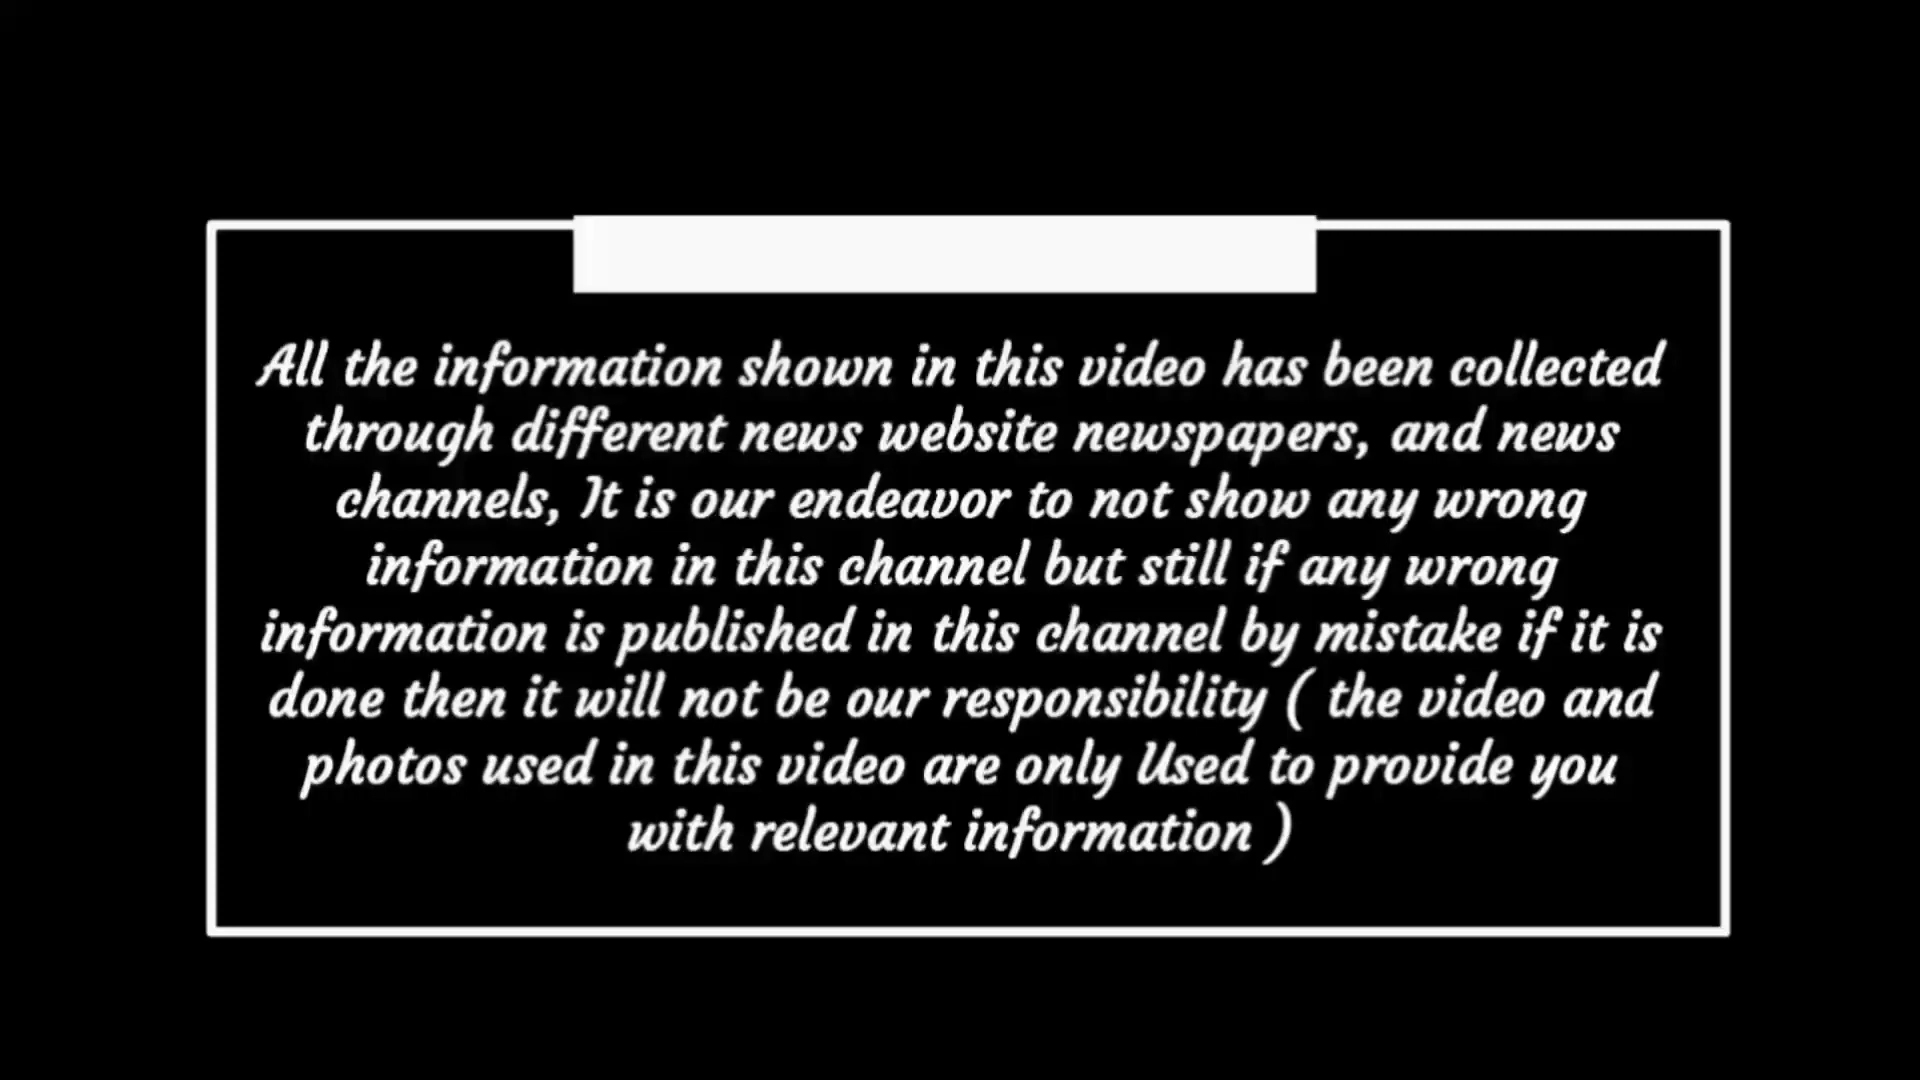 All the information shown in this video has been collected
through different news website newspapers, and news
channels, It is our endeavor to not show any wrong
information in this channel but still if any wrong
information is published in this channel by mistake if it is
done then it will not be our responsibility ( the video and
photos used in this video are only Used to provide you
with relevant information )